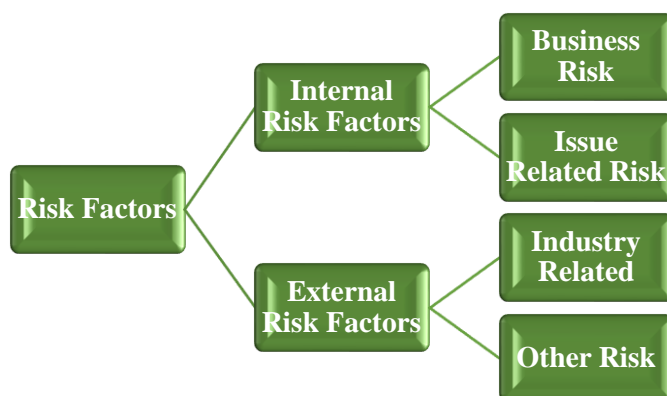 Risk Factors
Internal
Risk Factors
Business
Risk
Issue
Related Risk
External
Risk Factors
Industry
Related
Other Risk